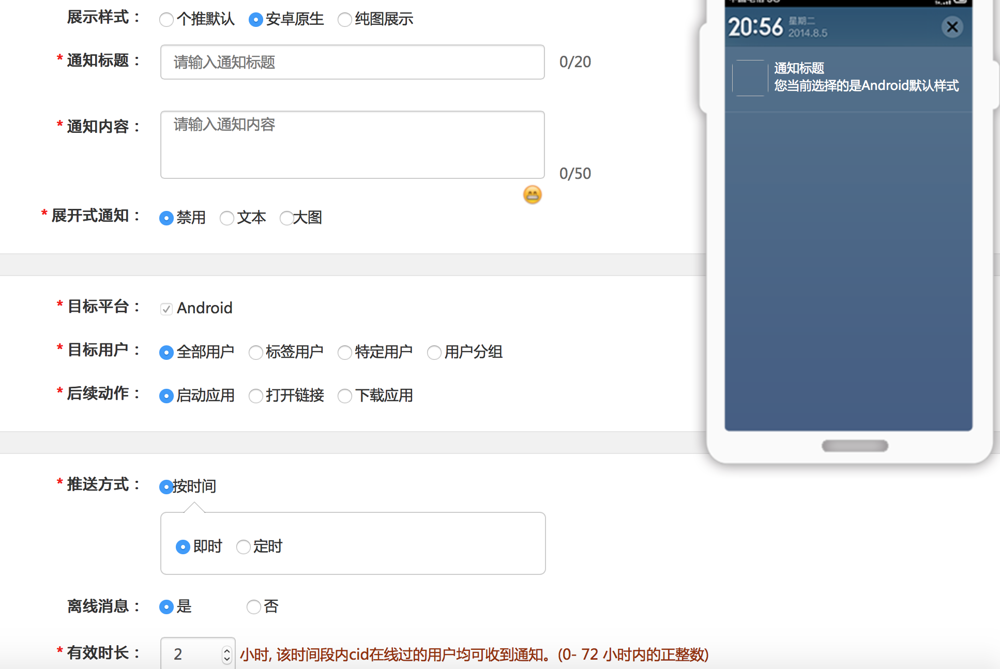 展示样式： 个推默认 安卓原生 纯图展示
* 通知标题： 请输入通知标题 0/20
* 通知内容： 请输入通知内容
0/50
* 展开式通知： 禁用 文本 大图
* 目标平台： Android
* 目标用户： 全部用户 标签用户 特定用户 用户分组
* 后续动作： 启动应用 打开链接 下载应用
* 推送方式： 按时间
即时 定时
离线消息： 是 否
* 有效时长： 2 小时, 该时间段内cid在线过的用户均可收到通知。(0- 72 小时内的正整数)
20:56 星期二
2014.8.5
通知标题
您当前选择的是Android默认样式